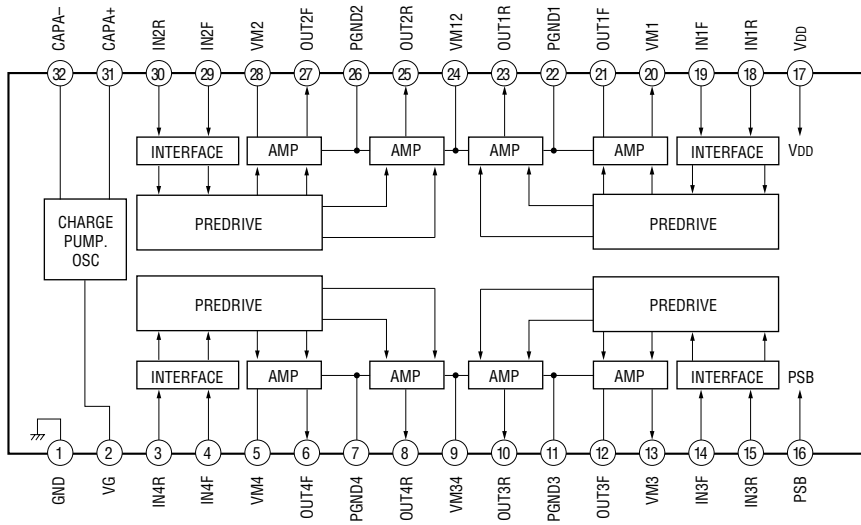 CAPA–
CAPA+
IN2R
IN2F
VM2
OUT2F
PGND2
OUT2R
VM12
OUT1R
PGND1
OUT1F
VM1
IN1F
IN1R
VDD
32
31
30
29
28
27
26
25
24
23
22
21
20
19
18
17
INTERFACE
AMP
AMP
AMP
AMP
INTERFACE
VDD
CHARGE
PUMP.
OSC
PREDRIVE
PREDRIVE
PREDRIVE
PREDRIVE
INTERFACE
AMP
AMP
AMP
AMP
INTERFACE
PSB
1
2
3
4
5
6
7
8
9
10
11
12
13
14
15
16
GND
VG
IN4R
IN4F
VM4
OUT4F
PGND4
OUT4R
VM34
OUT3R
PGND3
OUT3F
VM3
IN3F
IN3R
PSB